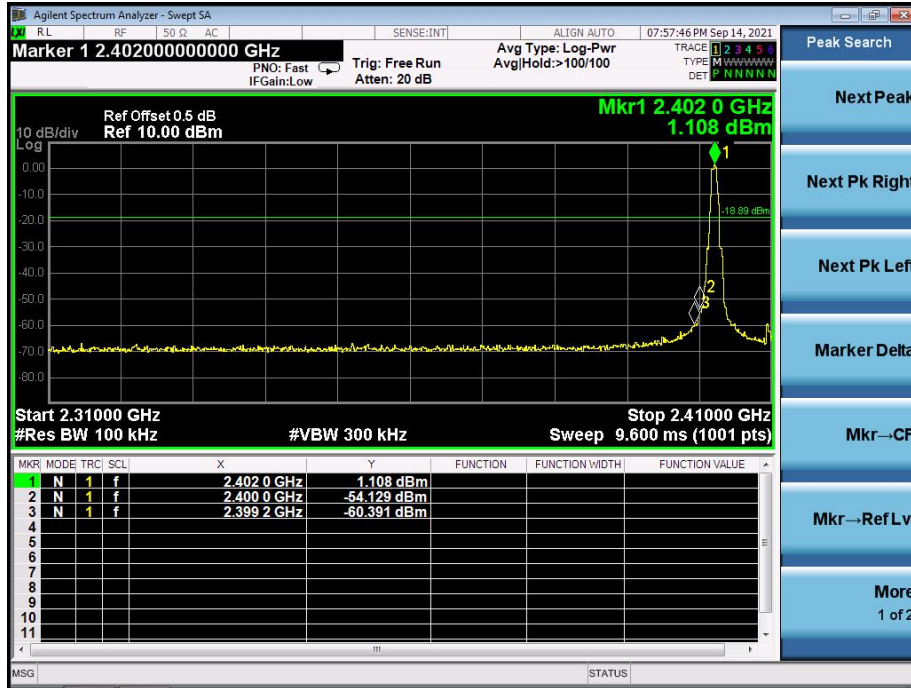 Agilent Spectrum Analyzer - Swept SA
LXI RL RF 50 Ω AC SENSE:INT ALIGN AUTO 07:57:46 PM Sep 14, 2021
Marker 1 2.402000000000 GHz
PNO: Fast
IFGain:Low
Trig: Free Run
Atten: 20 dB
Avg Type: Log-Pwr
Avg|Hold:>100/100
TRACE 1 2 3 4 5 6
TYPE M WWWWW
DET P N N N N N
Peak Search
Next Peak
Next Pk Right
Next Pk Left
Marker Delta
Mkr→CF
Mkr→Ref Lv
More
1 of 2
Mkr1 2.402 0 GHz
1.108 dBm
Ref Offset 0.5 dB
10 dB/div Ref 10.00 dBm
Log
1
0.00
-10.0
-18.89 dBm
-20.0
-30.0
-40.0
2
-50.0
3
-60.0
-70.0
-80.0
Start 2.31000 GHz Stop 2.41000 GHz
#Res BW 100 kHz #VBW 300 kHz Sweep 9.600 ms (1001 pts)
MKR MODE TRC SCL X Y FUNCTION FUNCTION WIDTH FUNCTION VALUE
1 N 1 f 2.402 0 GHz 1.108 dBm
2 N 1 f 2.400 0 GHz -54.129 dBm
3 N 1 f 2.399 2 GHz -60.391 dBm
4
5
6
7
8
9
10
11
MSG STATUS